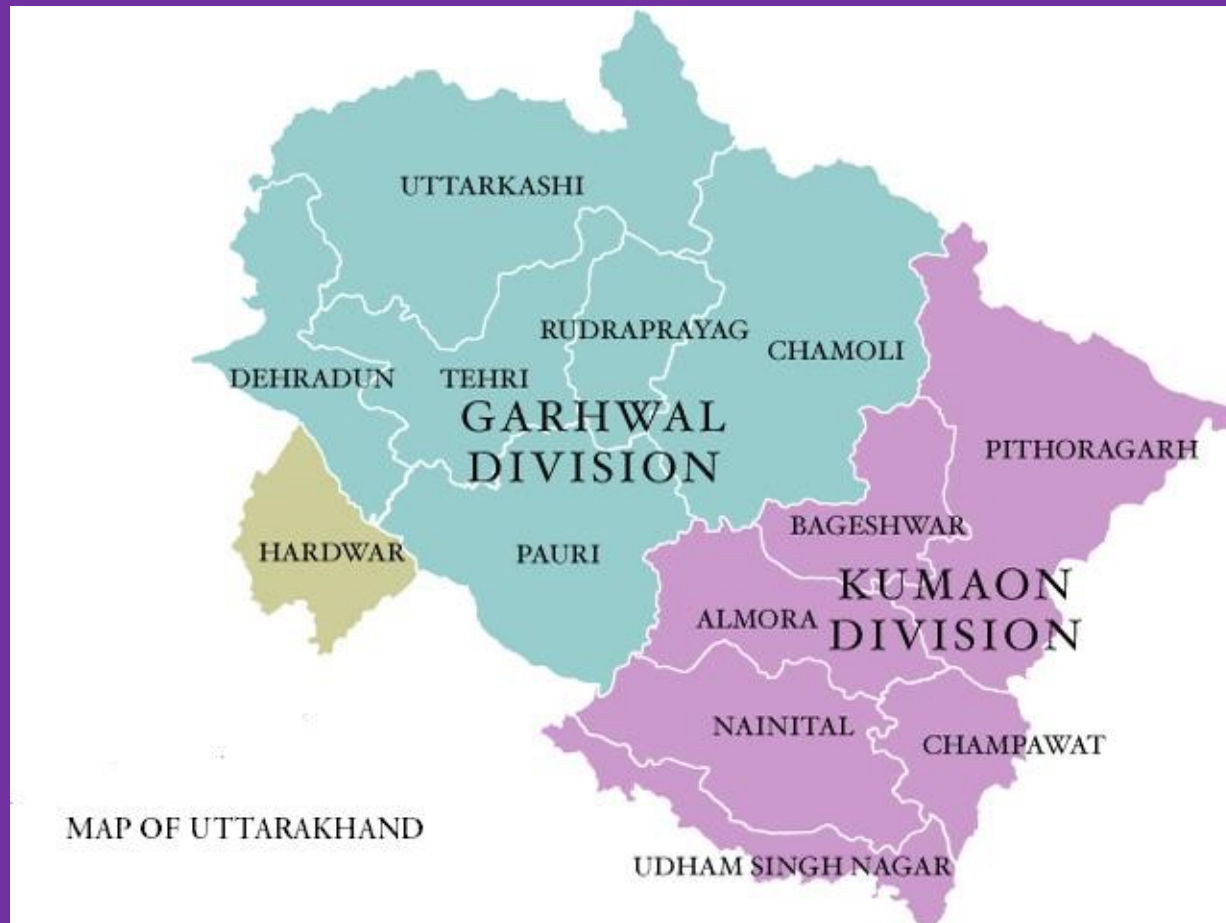 UTTARKASHI
RUDRAPRAYAG
CHAMOLI
DEHRADUN
TEHRI
GARHWAL
DIVISION
PITHORAGARH
BAGESHWAR
HARDWAR
PAURI
KUMAON
DIVISION
ALMORA
NAINITAL
CHAMPAWAT
MAP OF UTTARAKHAND
UDHAM SINGH NAGAR